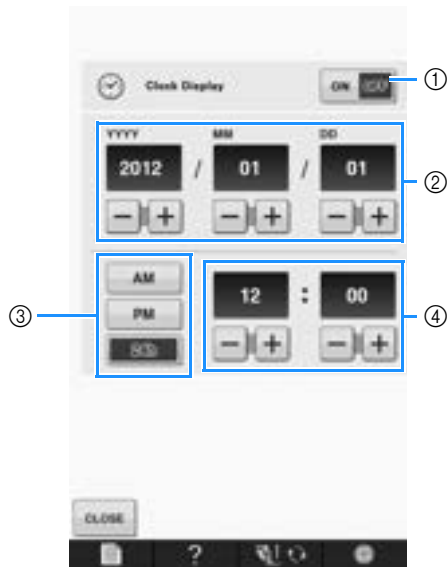 Clock Display
ON
①
YYYY MM DD
2012 / 01 / 01
②
− + − + − +
AM
PM
③
12 : 00
④
− + − +
CLOSE
?